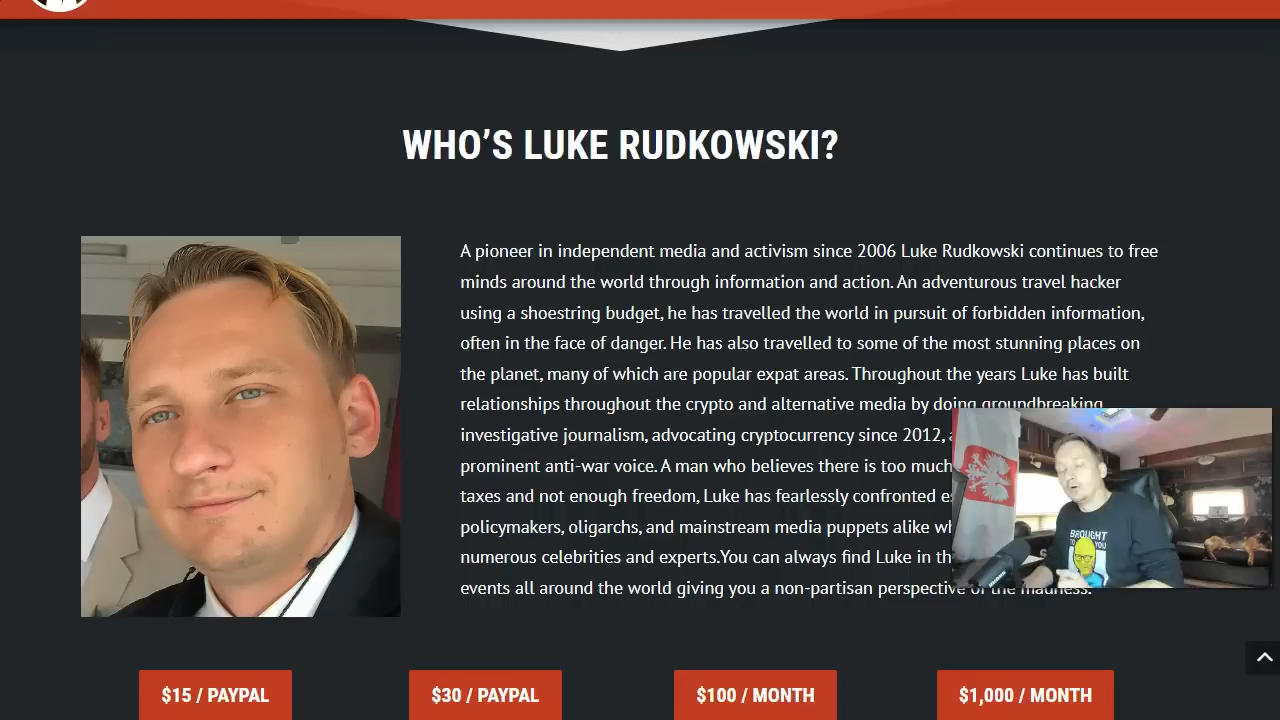 WHO’S LUKE RUDKOWSKI?
A pioneer in independent media and activism since 2006 Luke Rudkowski continues to free
minds around the world through information and action. An adventurous travel hacker
using a shoestring budget, he has travelled the world in pursuit of forbidden information,
often in the face of danger. He has also travelled to some of the most stunning places on
the planet, many of which are popular expat areas. Throughout the years Luke has built
relationships throughout the crypto and alternative media by doing groundbreaking
investigative journalism, advocating cryptocurrency since 2012,
prominent anti-war voice. A man who believes there is too much
taxes and not enough freedom, Luke has fearlessly confronted
policymakers, oligarchs, and mainstream media puppets alike
numerous celebrities and experts.You can always find Luke in
events all around the world giving you a non-partisan perspective of the madness.
BROUGHT
YOU
$15 / PAYPAL
$30 / PAYPAL
$100 / MONTH
$1,000 / MONTH